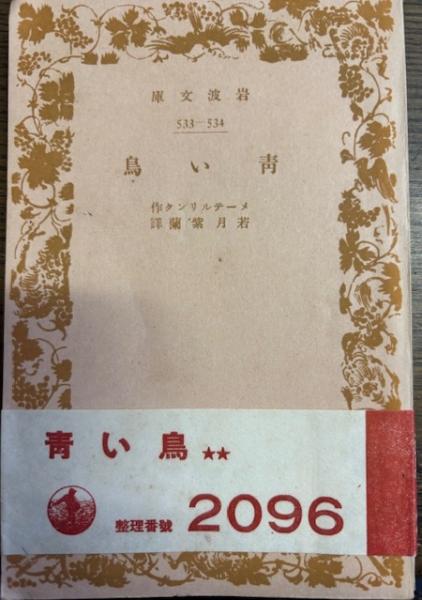 庫文波岩
533—534
鳥い青
作クンリルテーメ
譯蘭紫月若
青い鳥 ★★
整理番號 2096